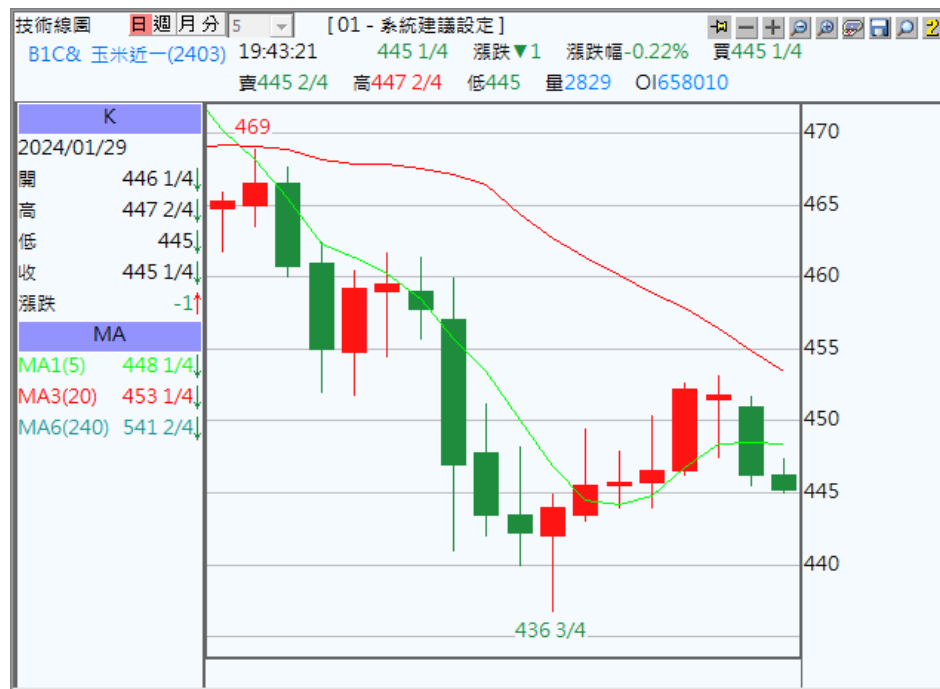 技術線圖 日 週 月 分 5 [ 01 - 系統建議設定 ]
B1C& 玉米近一(2403) 19:43:21 445 1/4 漲跌▼1 漲跌幅-0.22% 買445 1/4
賣445 2/4 高447 2/4 低445 量2829 OI658010
K
2024/01/29
開 446 1/4↓
高 447 2/4↓
低 445↓
收 445 1/4↓
漲跌 -1↑
MA
MA1(5) 448 1/4↓
MA3(20) 453 1/4↓
MA6(240) 541 2/4↓
469
436 3/4
470
465
460
455
450
445
440